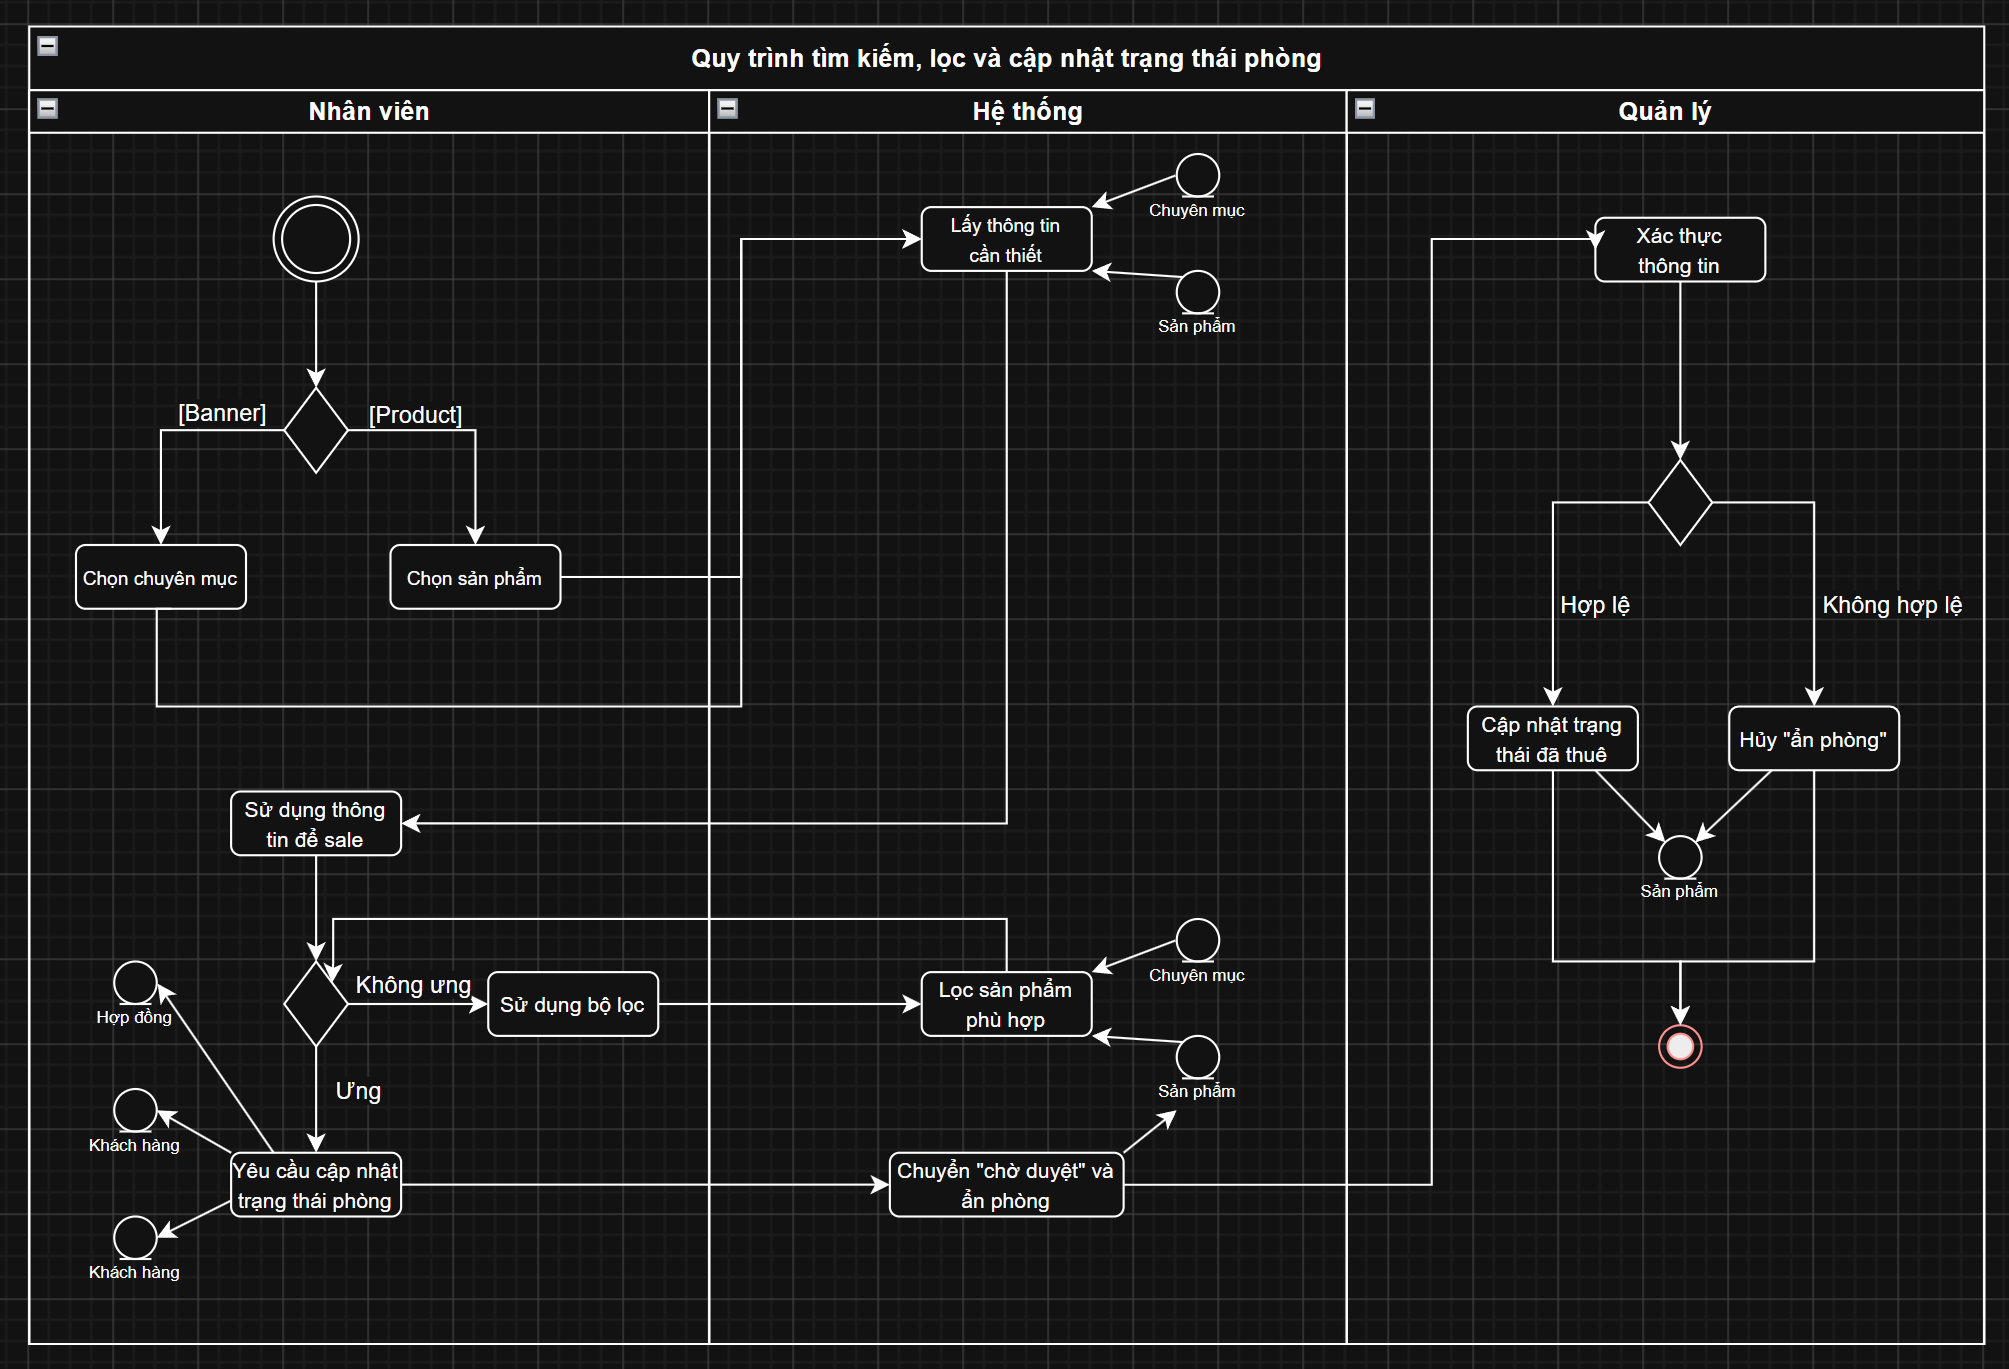 Quy trình tìm kiếm, lọc và cập nhật trạng thái phòng
Nhân viên
Hệ thống
Quản lý
Chuyên mục
Lấy thông tin
cần thiết
Sản phẩm
Xác thực
thông tin
[Banner]
[Product]
Chọn chuyên mục
Chọn sản phẩm
Hợp lệ
Không hợp lệ
Cập nhật trạng
thái đã thuê
Hủy "ẩn phòng"
Sử dụng thông
tin để sale
Sản phẩm
Không ưng
Sử dụng bộ lọc
Lọc sản phẩm
phù hợp
Chuyên mục
Hợp đồng
Sản phẩm
Ưng
Khách hàng
Yêu cầu cập nhật
trạng thái phòng
Chuyển "chờ duyệt" và
ẩn phòng
Khách hàng